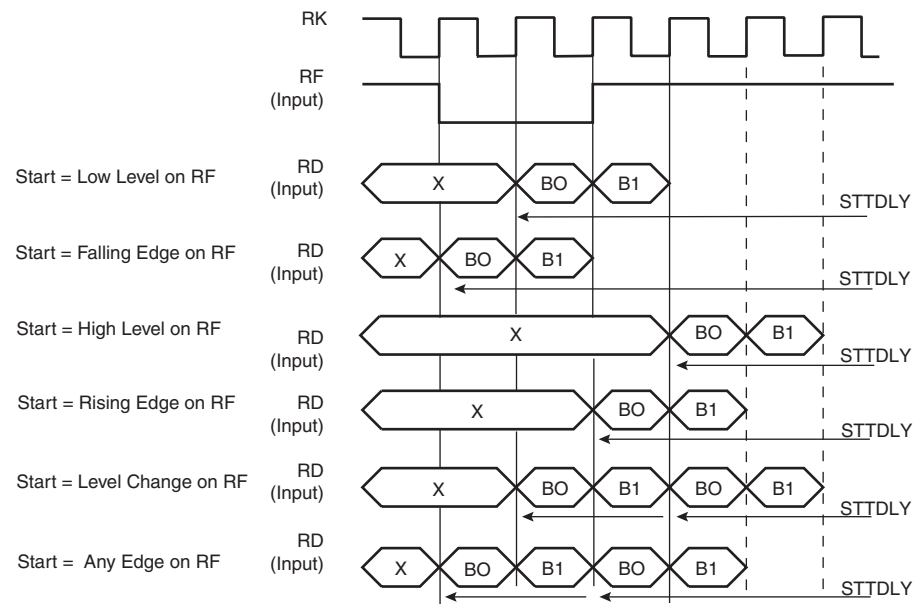 RK
RF
(Input)
Start = Low Level on RF
RD
(Input)
X
BO
B1
STTDLY
Start = Falling Edge on RF
RD
(Input)
X
BO
B1
STTDLY
Start = High Level on RF
RD
(Input)
X
BO
B1
STTDLY
Start = Rising Edge on RF
RD
(Input)
X
BO
B1
STTDLY
Start = Level Change on RF
RD
(Input)
X
BO
B1
BO
B1
STTDLY
Start = Any Edge on RF
RD
(Input)
X
BO
B1
BO
B1
STTDLY